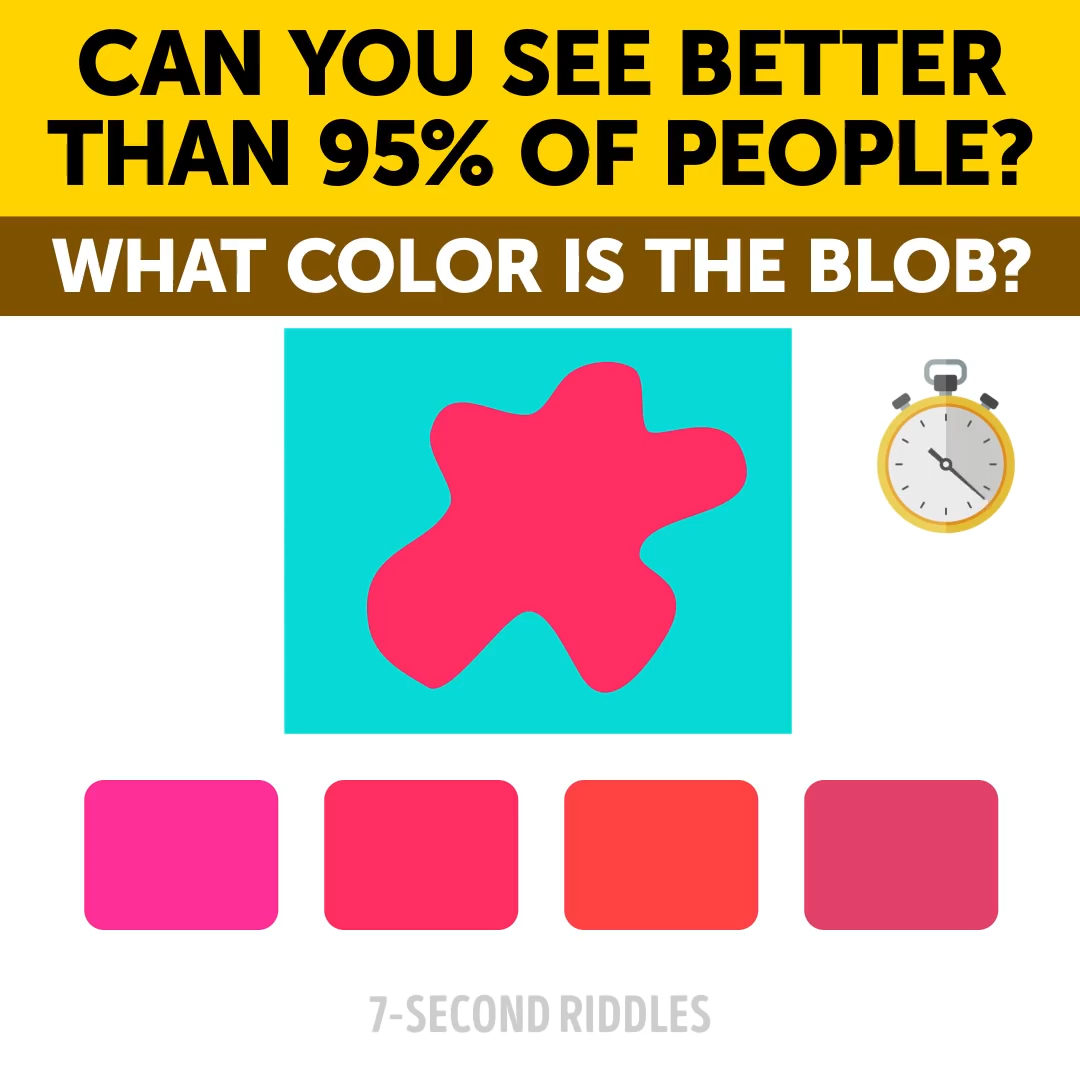 CAN YOU SEE BETTER
THAN 95% OF PEOPLE?
WHAT COLOR IS THE BLOB?
7-SECOND RIDDLES